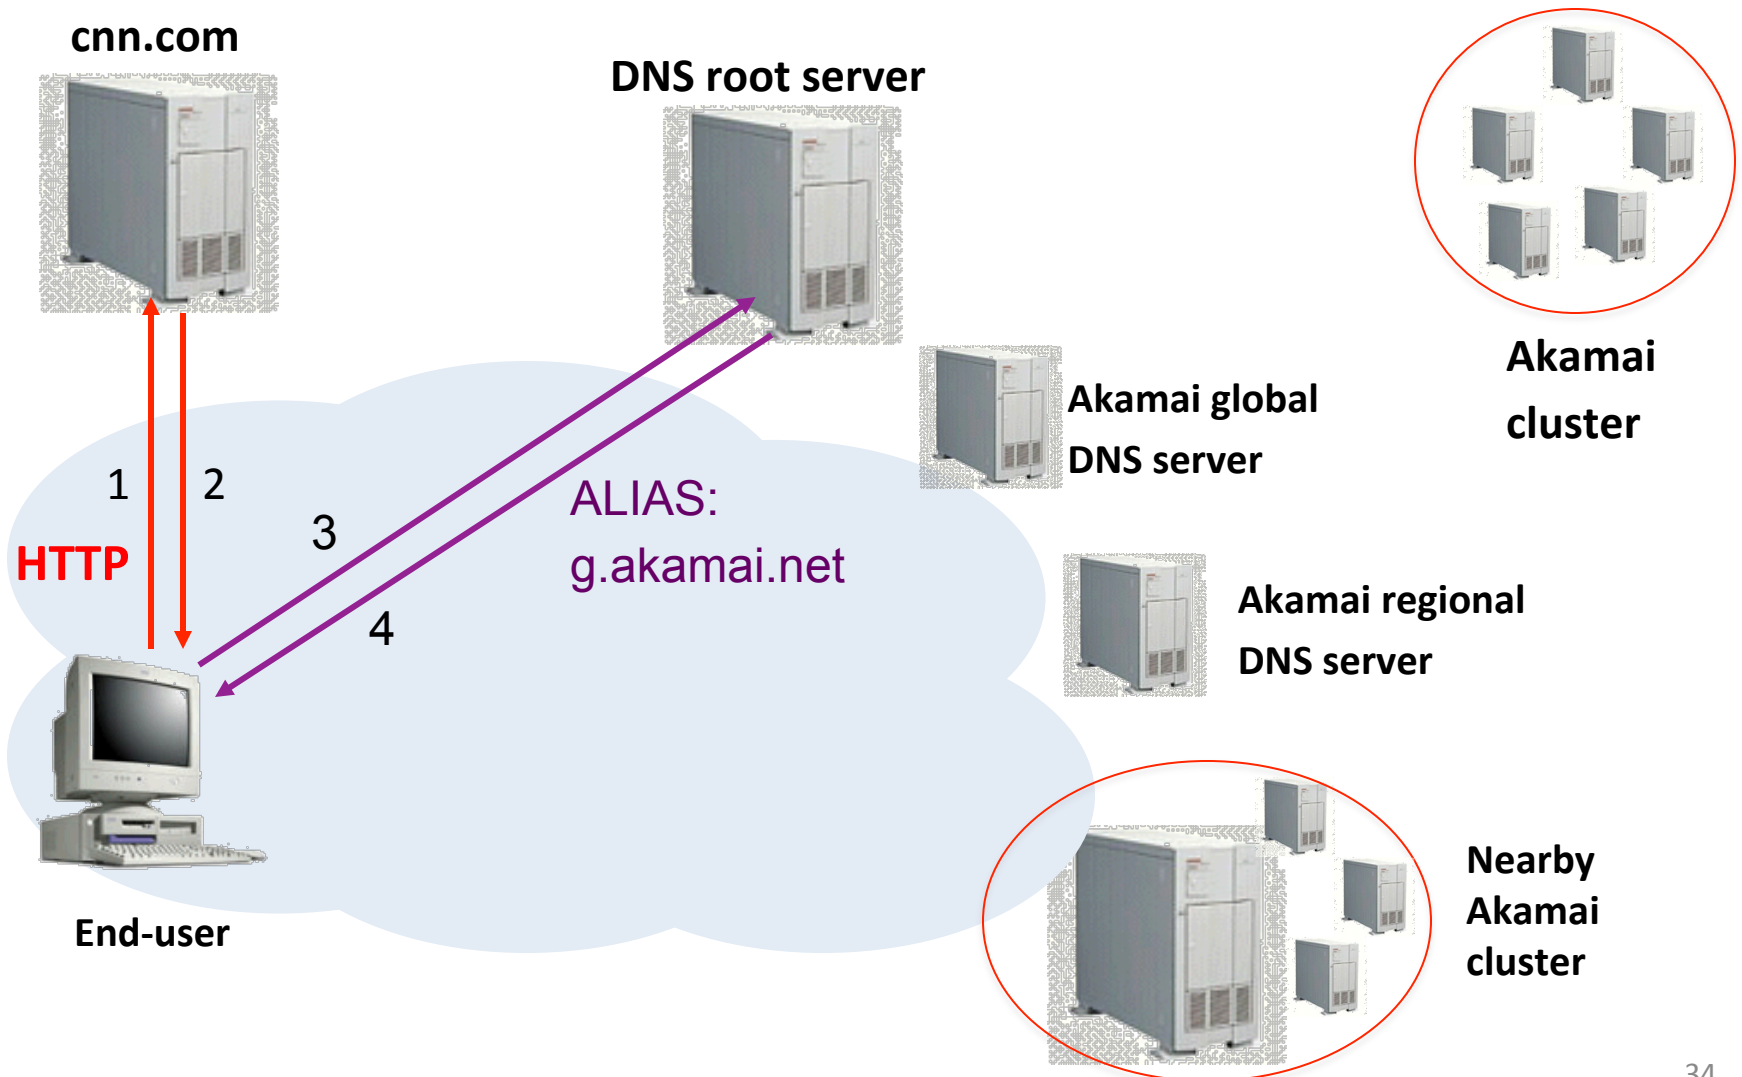 cnn.com
DNS root server
Akamai
cluster
Akamai global
DNS server
1
2
HTTP
3
4
ALIAS:
g.akamai.net
Akamai regional
DNS server
End-user
Nearby
Akamai
cluster
34